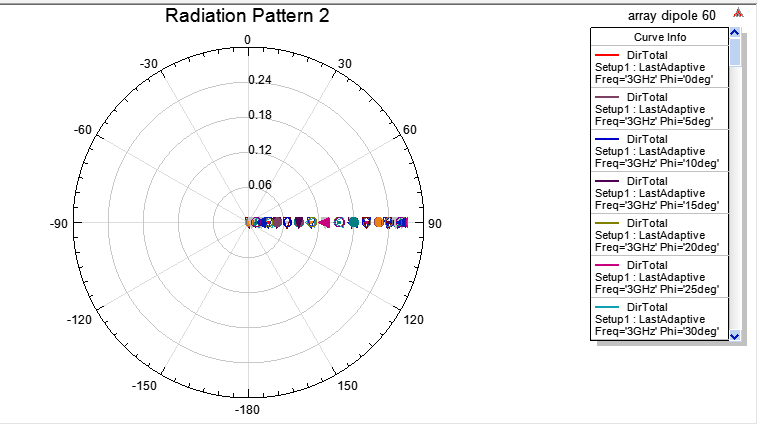 Radiation Pattern 2
array dipole 60
0
-30
30
0.24
0.18
-60
60
0.12
0.06
-90
90
-120
120
-150
150
-180
Curve Info
DirTotal
Setup1 : LastAdaptive
Freq='3GHz' Phi='0deg'
DirTotal
Setup1 : LastAdaptive
Freq='3GHz' Phi='5deg'
DirTotal
Setup1 : LastAdaptive
Freq='3GHz' Phi='10deg'
DirTotal
Setup1 : LastAdaptive
Freq='3GHz' Phi='15deg'
DirTotal
Setup1 : LastAdaptive
Freq='3GHz' Phi='20deg'
DirTotal
Setup1 : LastAdaptive
Freq='3GHz' Phi='25deg'
DirTotal
Setup1 : LastAdaptive
Freq='3GHz' Phi='30deg'